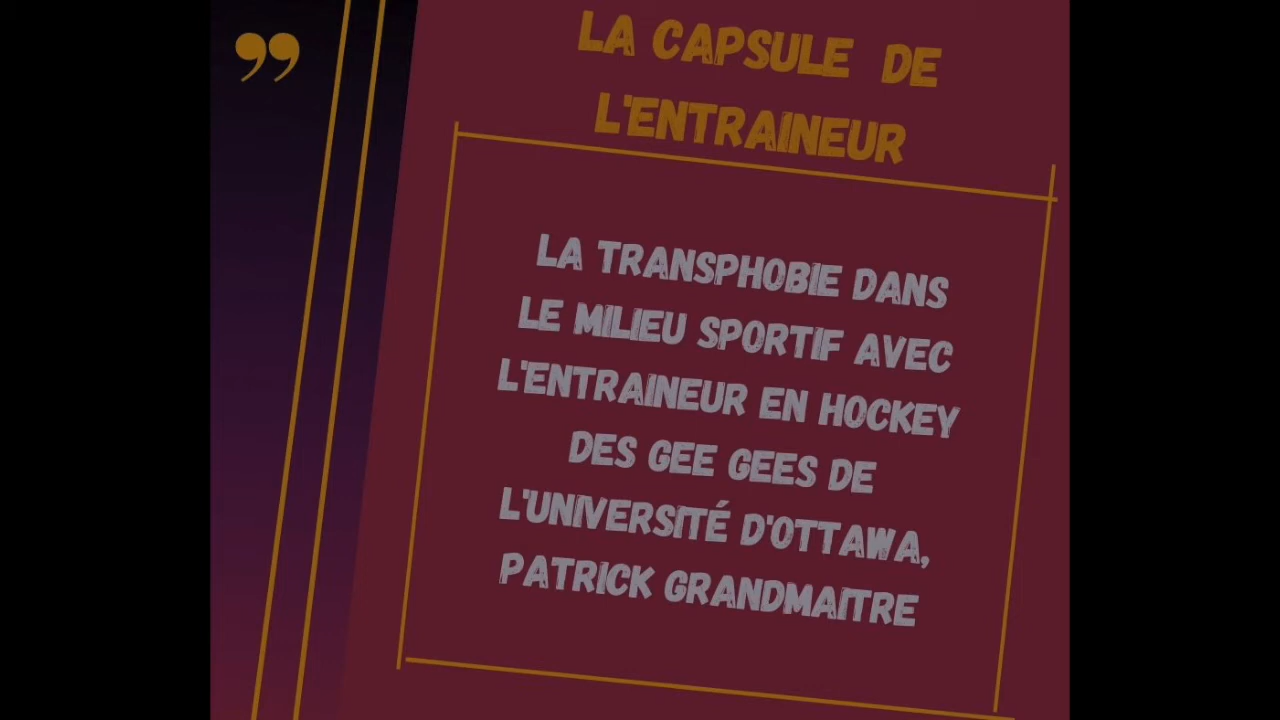 ”
LA CAPSULE DE
L'ENTRAINEUR
LA TRANSPHOBIE DANS
LE MILIEU SPORTIF AVEC
L'ENTRAINEUR EN HOCKEY
DES GEE GEES DE
L'UNIVERSITÉ D'OTTAWA,
PATRICK GRANDMAITRE